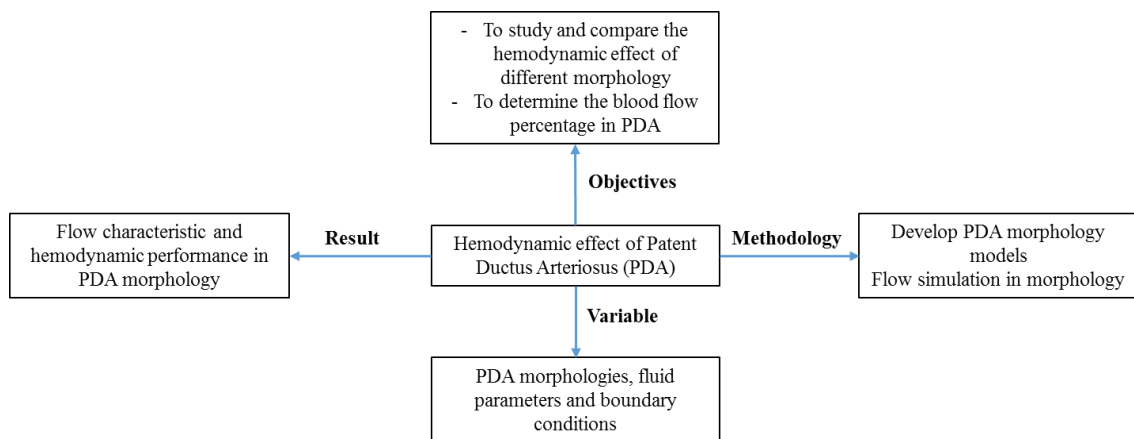 - To study and compare the
hemodynamic effect of
different morphology
- To determine the blood flow
percentage in PDA
Objectives
Flow characteristic and
hemodynamic performance in
PDA morphology
Result
Hemodynamic effect of Patent
Ductus Arteriosus (PDA)
Methodology
Develop PDA morphology
models
Flow simulation in morphology
Variable
PDA morphologies, fluid
parameters and boundary
conditions